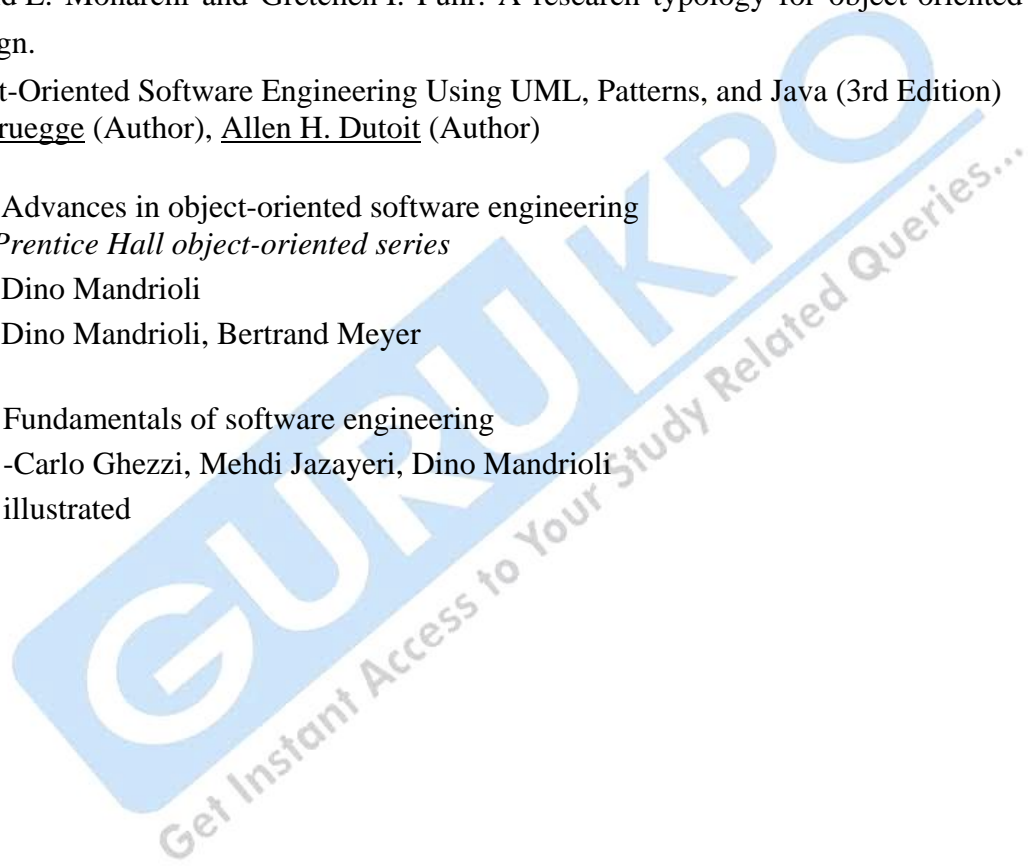 and Gretchen I.
A research typology for object oriented
gn.
t-Oriented Software Engineering Using UML, Patterns, and Java (3rd Edition)
ruegge (Author), Allen H. Dutoit (Author)
Advances in object-oriented software engineering
Prentice Hall object-oriented series
Dino Mandrioli
Dino Mandrioli, Bertrand Meyer
Fundamentals of software engineering
-Carlo Ghezzi, Mehdi Jazayeri, Dino Mandrioli
illustrated
GURUKPO
Get Instant Access to Your Study Related Queries...